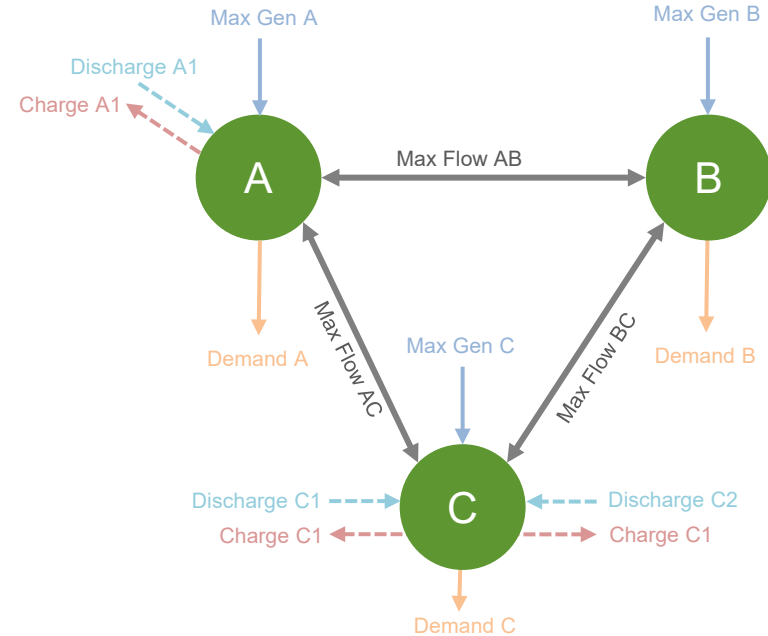 Max Gen A
Max Gen B
Discharge A1
Charge A1
Max Flow AB
A
B
Max Flow AC
Max Gen C
Max Flow BC
Demand A
Demand B
Discharge C1
C
Discharge C2
Charge C1
Charge C1
Demand C